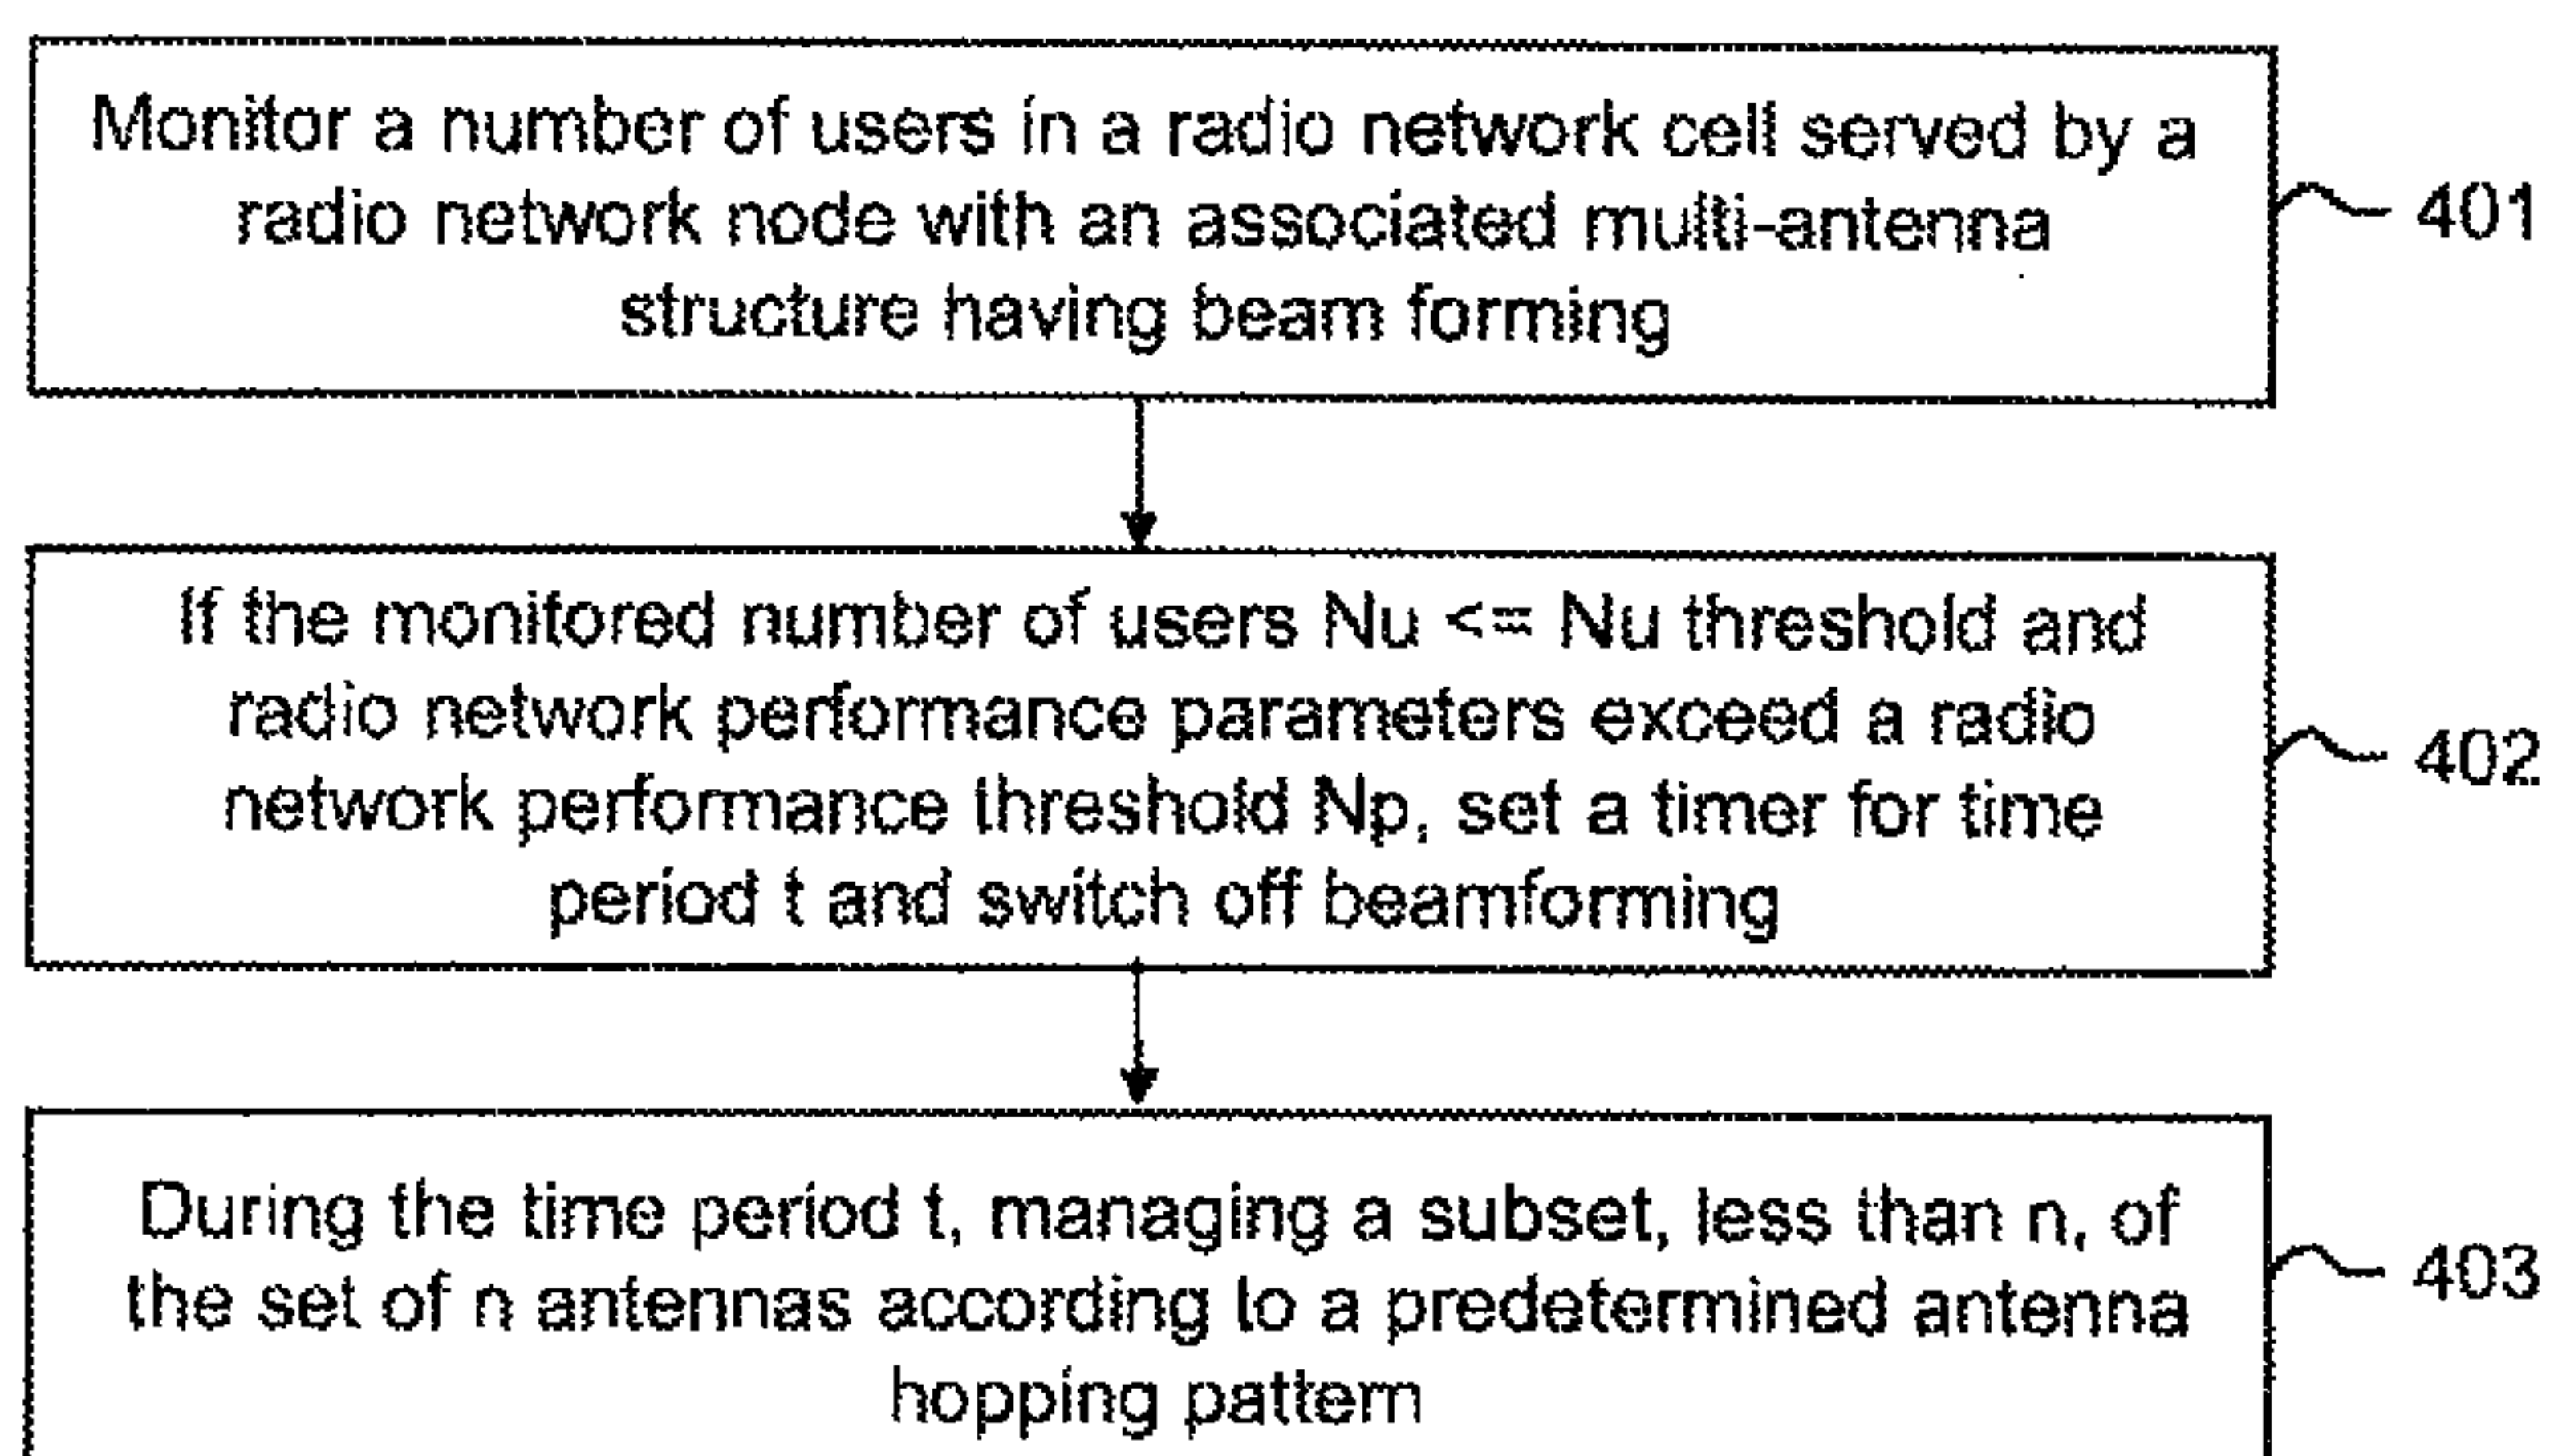 Monitor a number of users in a radio network cell served by a
radio network node with an associated multi-antenna
structure having beam forming
401
If the monitored number of users Nu <= Nu threshold and
radio network performance parameters exceed a radio
network performance threshold Np, set a timer for time
period t and switch off beamforming
402
During the time period t, managing a subset, less than n, of
the set of n antennas according to a predetermined antenna
hopping pattern
403